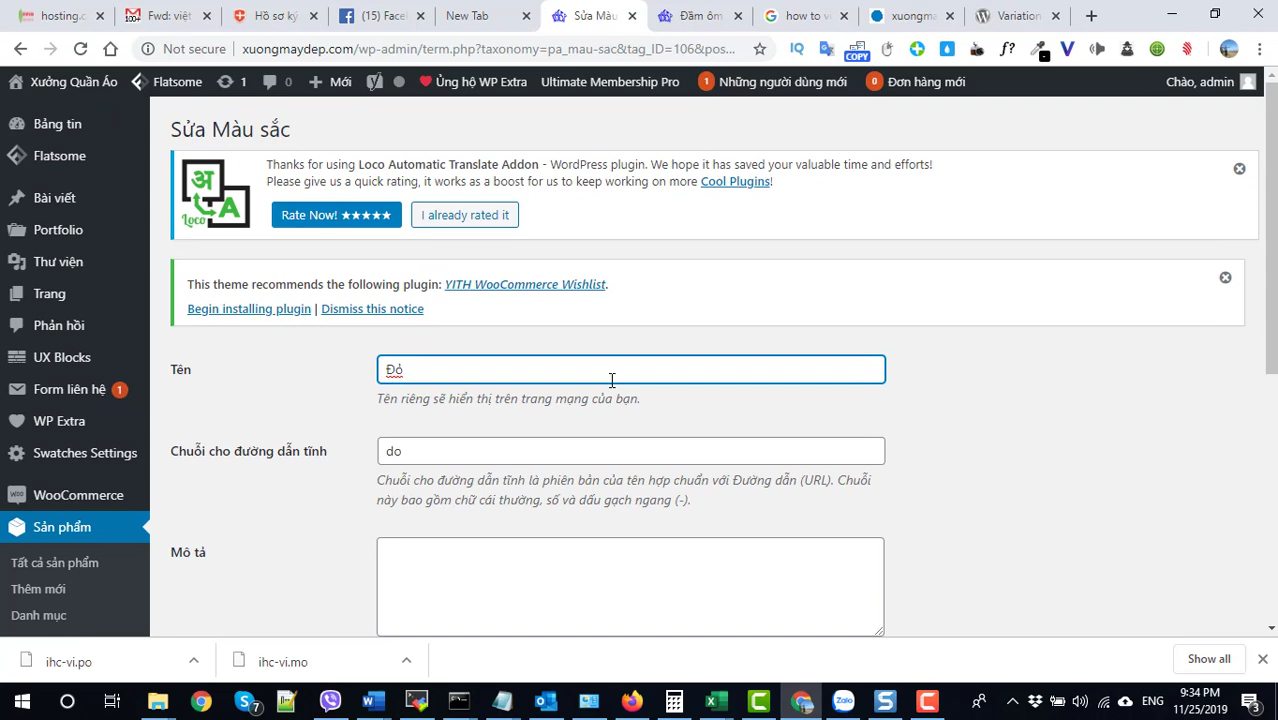 hosting.c
Fwd: việt
Hồ sơ ký
(15) Face
New Tab
Sửa Màu
Đầm ôm
how to v
xuongma
Variation
Not secure
xuongmaydep.com/wp-admin/term.php?taxonomy=pa_mau-sac&tag_ID=106&pos...
IQ
COPY
f?
V
Xưởng Quần Áo
Flatsome
1
0
Mới
Ủng hộ WP Extra
Ultimate Membership Pro
1
Những người dùng mới
0
Đơn hàng mới
Chào, admin
Bảng tin
Flatsome
Bài viết
Portfolio
Thư viện
Trang
Phản hồi
UX Blocks
Form liên hệ 1
WP Extra
Swatches Settings
WooCommerce
Sản phẩm
Tất cả sản phẩm
Thêm mới
Danh mục
Sửa Màu sắc
अ
A
Loco
Thanks for using Loco Automatic Translate Addon - WordPress plugin. We hope it has saved your valuable time and efforts!
Please give us a quick rating, it works as a boost for us to keep working on more Cool Plugins!
Rate Now! ★★★★★
I already rated it
This theme recommends the following plugin: YITH WooCommerce Wishlist.
Begin installing plugin | Dismiss this notice
Tên
Đỏ
Tên riêng sẽ hiển thị trên trang mạng của bạn.
Chuỗi cho đường dẫn tĩnh
do
Chuỗi cho đường dẫn tĩnh là phiên bản của tên hợp chuẩn với Đường dẫn (URL). Chuỗi
này bao gồm chữ cái thường, số và dấu gạch ngang (-).
Mô tả
ihc-vi.po
ihc-vi.mo
Show all
7
ENG
9:34 PM
11/25/2019
3